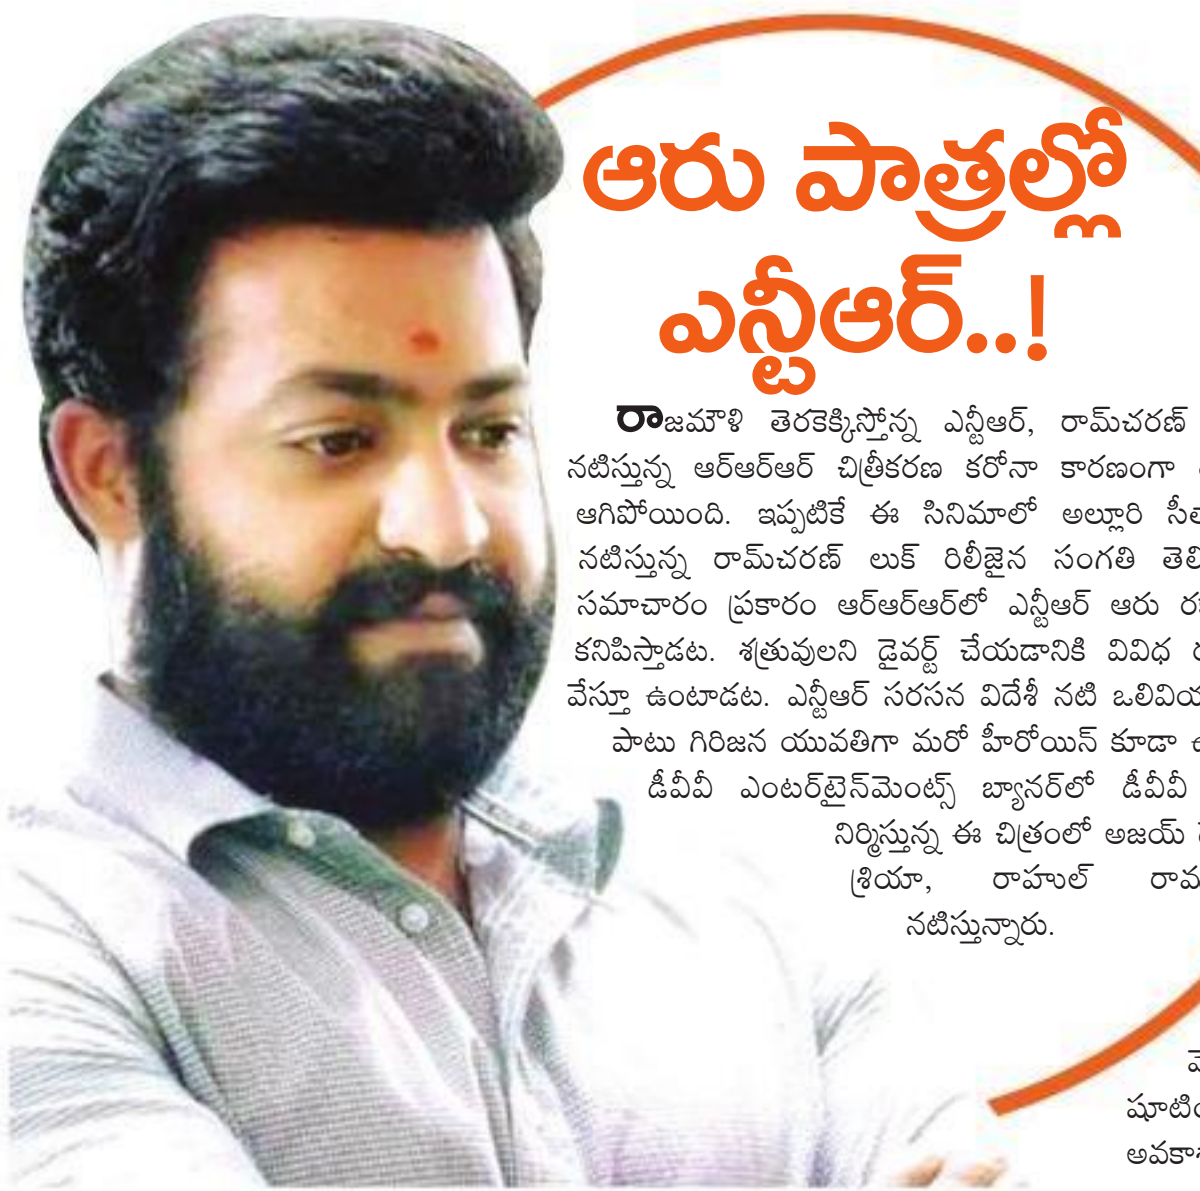 ఆరు పాత్రల్లో
ఎన్టీఆర్..!
రాజమౌళి తెరకెక్కిస్తోన్న ఎన్టీఆర్, రామ్‌చరణ్
నటిస్తున్న ఆర్ఆర్ఆర్ చిత్రీకరణ కరోనా కారణంగా
ఆగిపోయింది. ఇప్పటికే ఈ సినిమాలో అల్లూరి
నటిస్తున్న రామ్‌చరణ్ లుక్ రిలీజైన సంగతి
సమాచారం ప్రకారం ఆర్ఆర్ఆర్‌లో ఎన్టీఆర్ ఆరు
కనిపిస్తాడట. శత్రువులని డైవర్ట్ చేయడానికి వివిధ
వేస్తూ ఉంటాడట. ఎన్టీఆర్ సరసన విదేశీ నటి
పాటు గిరిజన యువతిగా మరో హీరోయిన్ కూడా
డీవీవీ ఎంటర్‌టైన్‌మెంట్స్ బ్యానర్‌లో డీవీవీ
నిర్మిస్తున్న ఈ చిత్రంలో అజయ్
శ్రియా, రాహుల్
నటిస్తున్నారు.